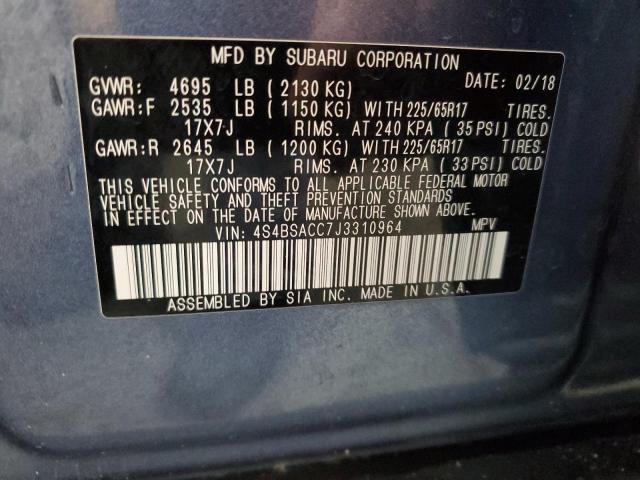 MFD BY SUBARU CORPORATION
GVWR: 4695 LB ( 2130 KG) DATE: 02/18
GAWR:F 2535 LB ( 1150 KG) WITH 225/65R17 TIRES.
17X7J RIMS. AT 240 KPA ( 35 PSI) COLD
GAWR:R 2645 LB ( 1200 KG) WITH 225/65R17 TIRES.
17X7J RIMS. AT 230 KPA ( 33 PSI) COLD
THIS VEHICLE CONFORMS TO ALL APPLICABLE FEDERAL MOTOR
VEHICLE SAFETY AND THEFT PREVENTION STANDARDS
IN EFFECT ON THE DATE OF MANUFACTURE SHOWN ABOVE.
VIN: 4S4BSACC7J3310964 MPV
ASSEMBLED BY SIA INC. MADE IN U.S.A.